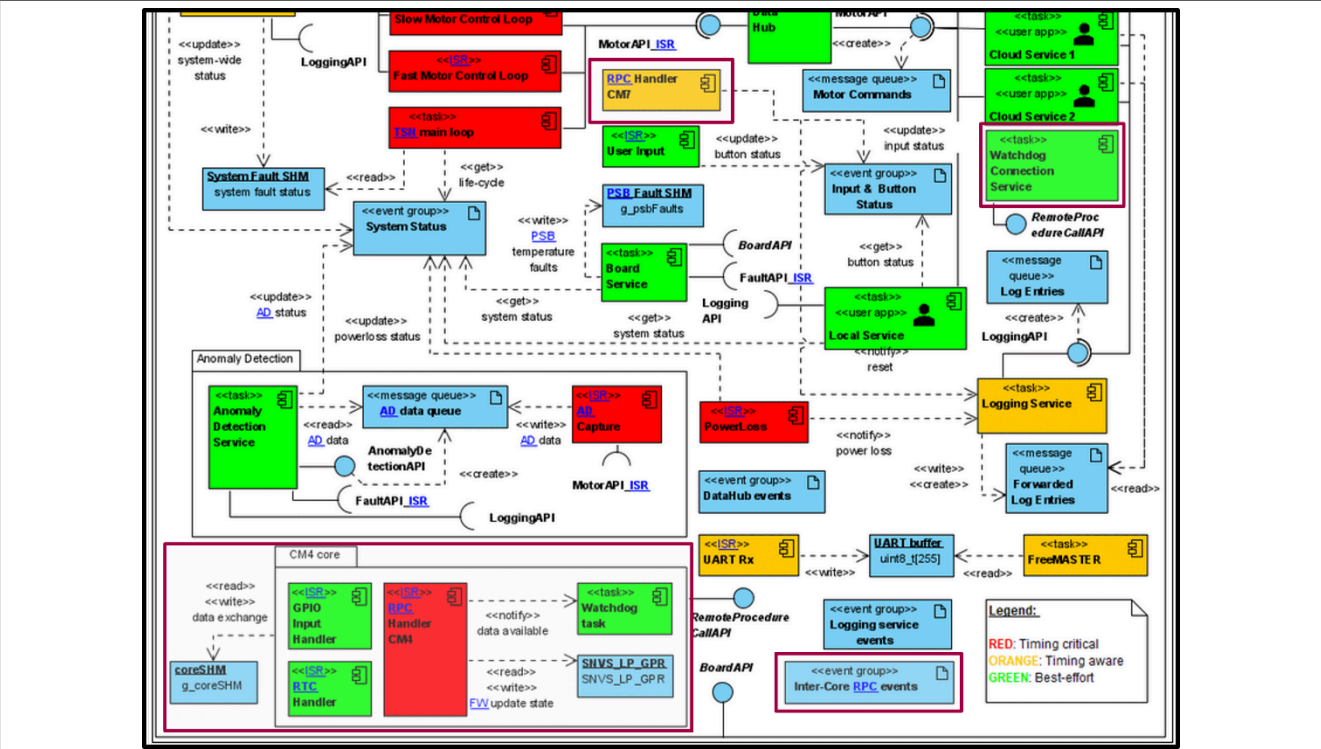 Slow Motor Control Loop
LoggingAPI
<<update>>
system-wide
status
<<ISR>>
Fast Motor Control Loop
<<task>>
TSN main loop
<<write>>
System Fault SHM
system fault status
<<read>>
<<get>>
life-cycle
<<event group>>
System Status
MotorAPI_ISR
Data
Hub
MotorAPI
<<create>>
<<message queue>>
Motor Commands
<<task>>
<<user app>>
Cloud Service 1
<<task>>
<<user app>>
Cloud Service 2
RPC Handler
CM7
<<ISR>>
User Input
<<update>>
button status
<<update>>
input status
<<event group>>
Input & Button
Status
<<task>>
Watchdog
Connection
Service
RemoteProc
edureCallAPI
PSB Fault SHM
g_psbFaults
<<write>>
PSB
temperature
faults
<<task>>
Board
Service
BoardAPI
FaultAPI_ISR
Logging
API
<<get>>
button status
<<message
queue>>
Log Entries
<<create>>
LoggingAPI
<<task>>
<<user app>>
Local Service
<<notify>>
reset
<<update>>
AD status
<<update>>
powerloss status
<<get>>
system status
<<get>>
system status
Anomaly Detection
<<task>>
Anomaly
Detection
Service
<<message queue>>
AD data queue
<<read>>
AD data
<<write>>
AD data
<<ISR>>
AD
Capture
AnomalyDe
tectionAPI
<<create>>
MotorAPI_ISR
FaultAPI_ISR
LoggingAPI
<<ISR>>
PowerLoss
<<notify>>
power loss
<<task>>
Logging Service
<<write>>
<<create>>
<<message
queue>>
Forwarded
Log Entries
<<read>>
<<event group>>
DataHub events
<<ISR>>
UART Rx
<<write>>
UART buffer
uint8_t[255]
<<read>>
<<task>>
FreeMASTER
CM4 core
<<read>>
<<write>>
data exchange
coreSHM
g_coreSHM
<<ISR>>
GPIO
Input
Handler
<<ISR>>
RTC
Handler
<<ISR>>
RPC
Handler
CM4
<<notify>>
data available
<<task>>
Watchdog
task
<<read>>
<<write>>
FW update state
SNVS_LP_GPR
SNVS_LP_GPR
RemoteProcedure
CallAPI
BoardAPI
<<event group>>
Logging service
events
<<event group>>
Inter-Core RPC events
Legend:
RED: Timing critical
ORANGE: Timing aware
GREEN: Best-effort